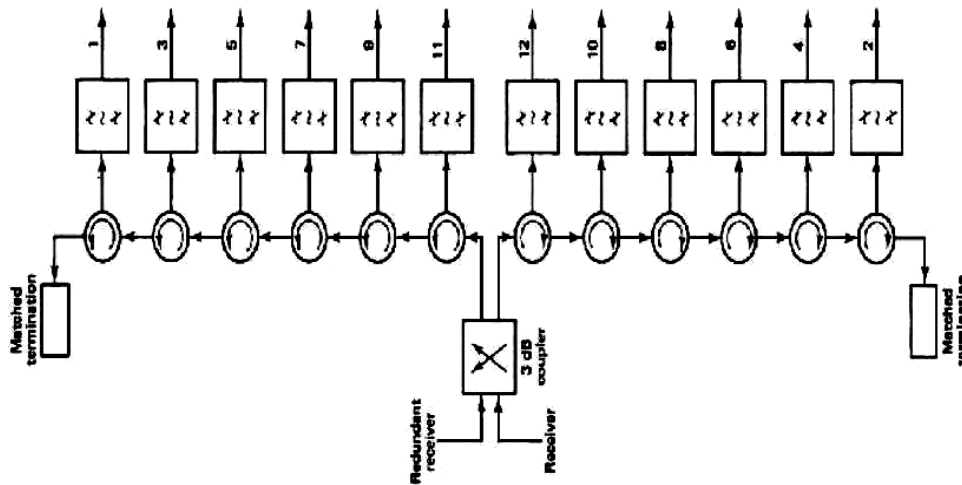 1
3
5
7
9
11
12
10
8
6
4
2
Matched
termination
3 dB
coupler
Redundant
receiver
Receiver
Matched